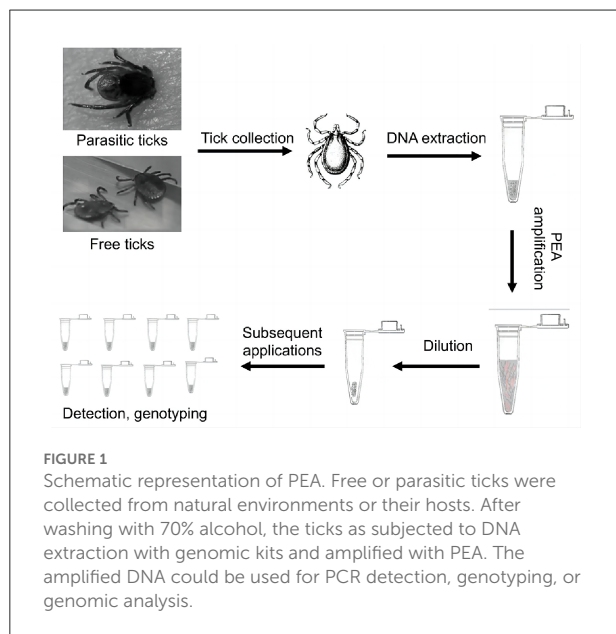 Parasitic ticks
Tick collection
DNA extraction
Free ticks
PEA
amplification
Dilution
Subsequent
applications
Detection, genotyping
FIGURE 1
Schematic representation of PEA. Free or parasitic ticks were
collected from natural environments or their hosts. After
washing with 70% alcohol, the ticks as subjected to DNA
extraction with genomic kits and amplified with PEA. The
amplified DNA could be used for PCR detection, genotyping, or
genomic analysis.